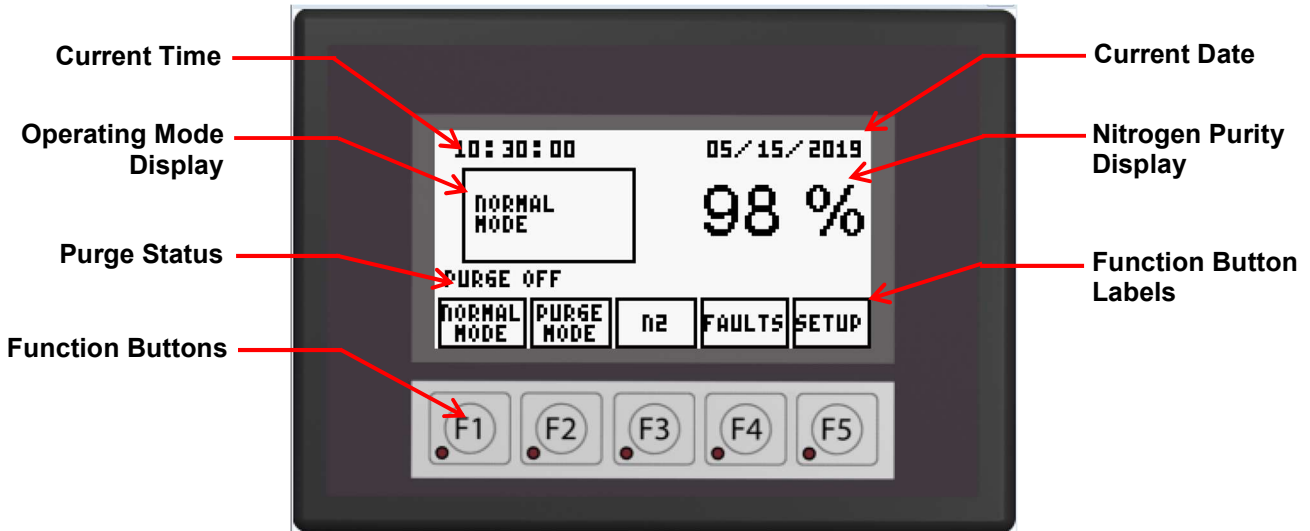 Current Time
Current Date
Operating Mode
Display
Nitrogen Purity
Display
10:30:00
05/15/2019
NORMAL
MODE
98 %
Purge Status
PURGE OFF
Function Button
Labels
NORMAL
MODE
PURGE
MODE
N2
FAULTS
SETUP
Function Buttons
F1
F2
F3
F4
F5